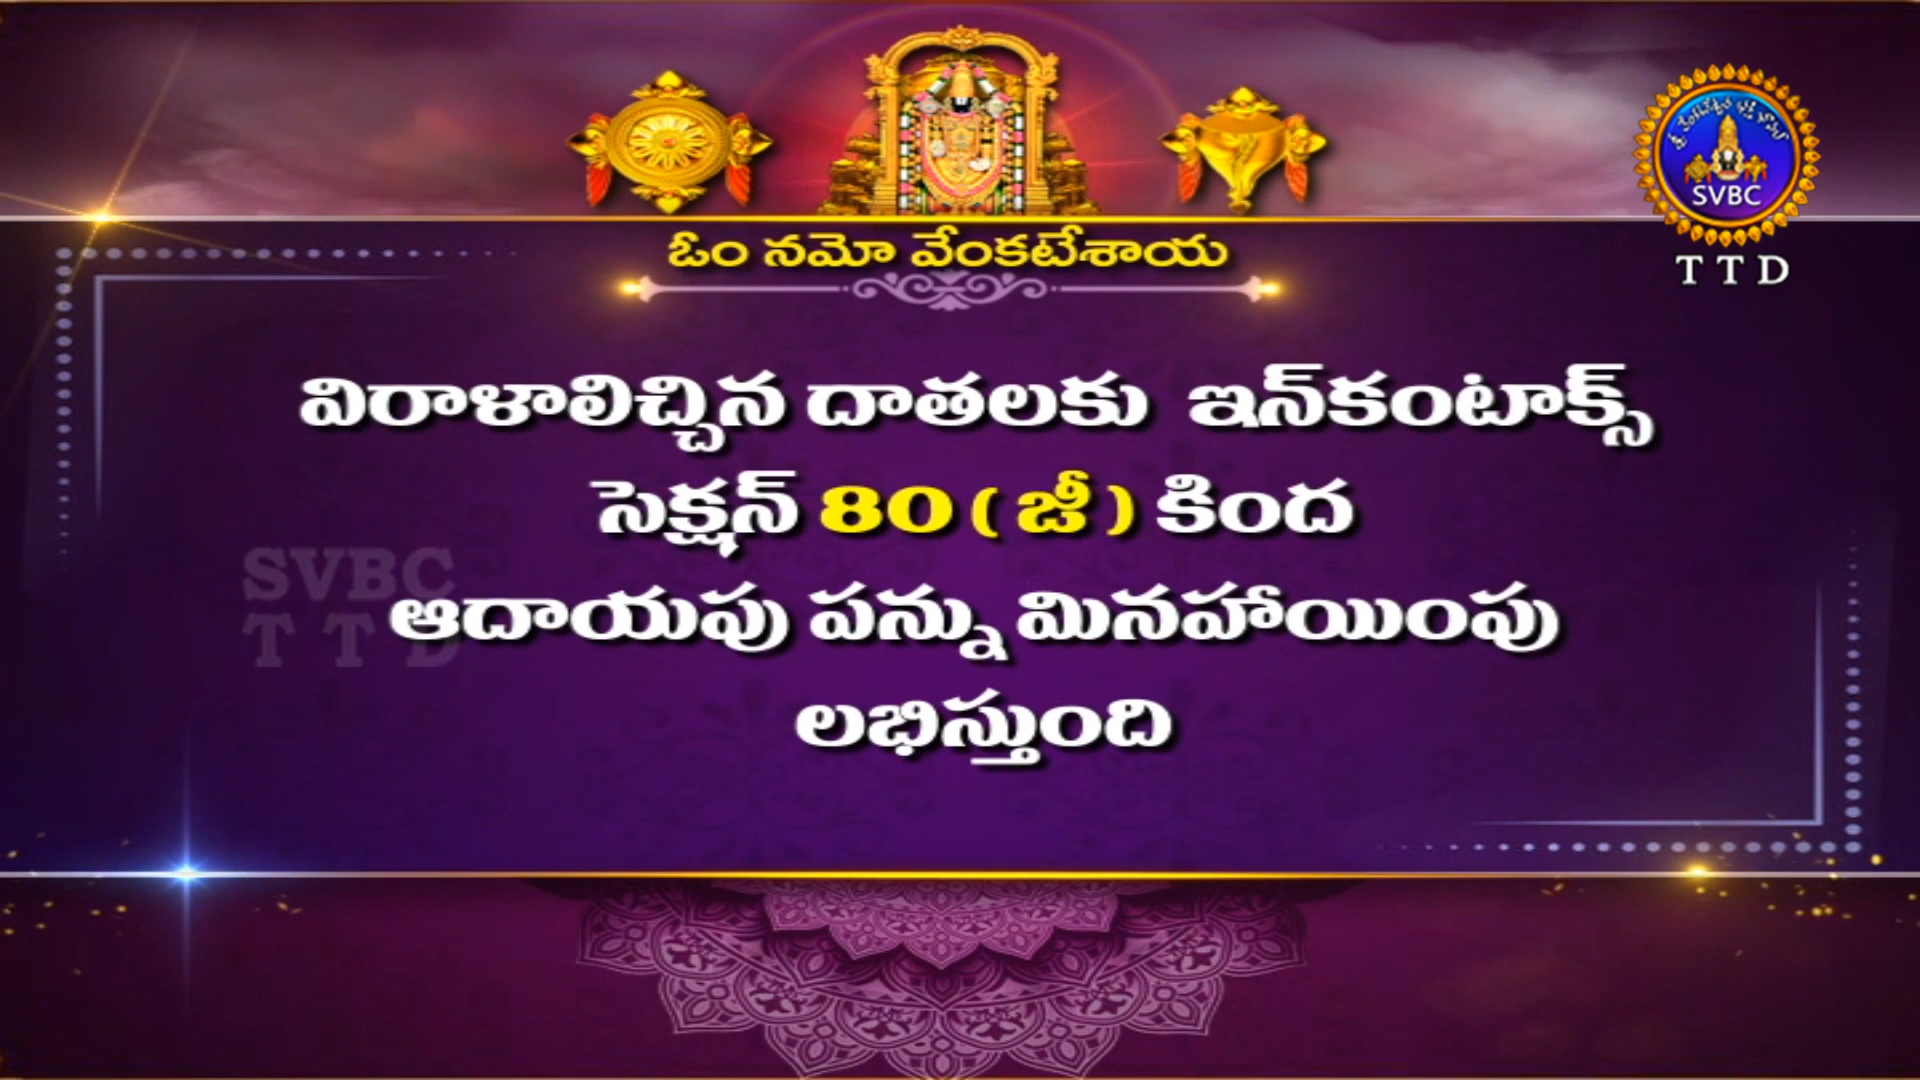 ఓం నమో వేంకటేశాయ
SVBC
TTD
విరాళాలిచ్చిన దాతలకు ఇన్‌కంటాక్స్
సెక్షన్ 80 ( జీ ) కింద
ఆదాయపు పన్ను మినహాయింపు
లభిస్తుంది
SVBC
TTD